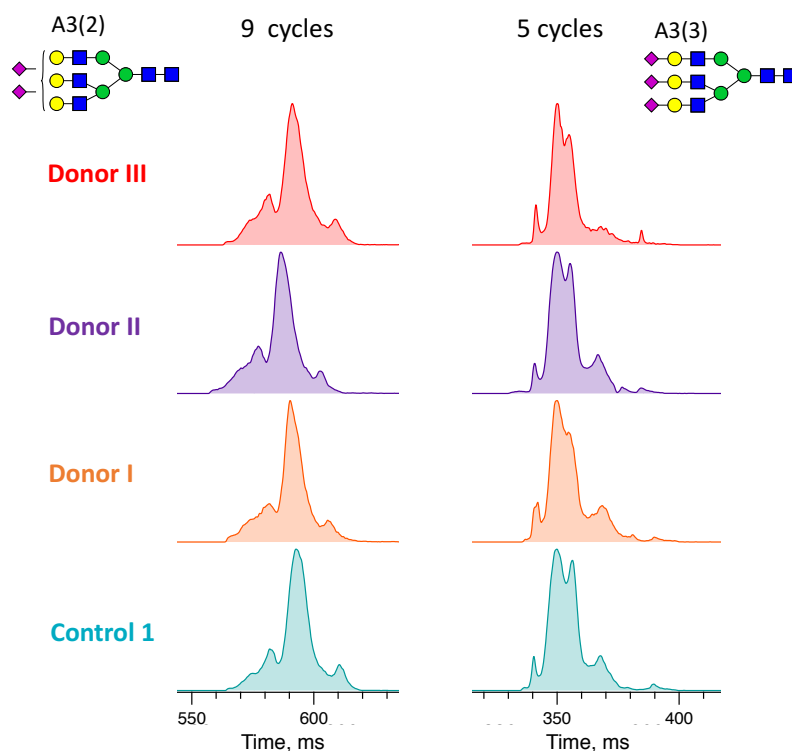 A3(2)
9 cycles
5 cycles
A3(3)
Donor III
Donor II
Donor I
Control 1
550
600
350
400
Time, ms
Time, ms